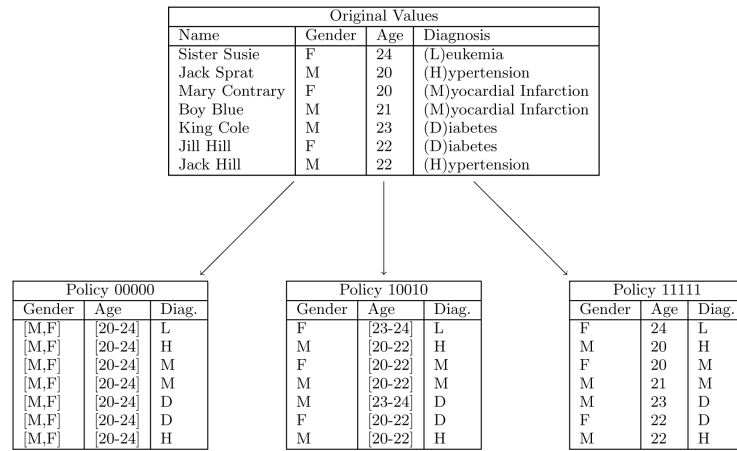 Original Values
Name Gender Age Diagnosis
Sister Susie F 24 (L)eukemia
Jack Sprat M 20 (H)ypertension
Mary Contrary F 20 (M)yocardial Infarction
Boy Blue M 21 (M)yocardial Infarction
King Cole M 23 (D)iabetes
Jill Hill F 22 (D)iabetes
Jack Hill M 22 (H)ypertension
Policy 00000
Gender Age Diag.
[M,F] [20-24] L
[M,F] [20-24] H
[M,F] [20-24] M
[M,F] [20-24] M
[M,F] [20-24] D
[M,F] [20-24] D
[M,F] [20-24] H
Policy 10010
Gender Age Diag.
F [23-24] L
M [20-22] H
F [20-22] M
M [20-22] M
M [23-24] D
F [20-22] D
M [20-22] H
Policy 11111
Gender Age Diag.
F 24 L
M 20 H
F 20 M
M 21 M
M 23 D
F 22 D
M 22 H